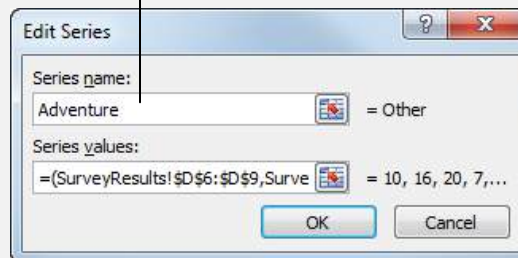 Edit Series
Series name:
Adventure = Other
Series values:
=(SurveyResults!$D$6:$D$9,Surve = 10, 16, 20, 7,...
OK Cancel